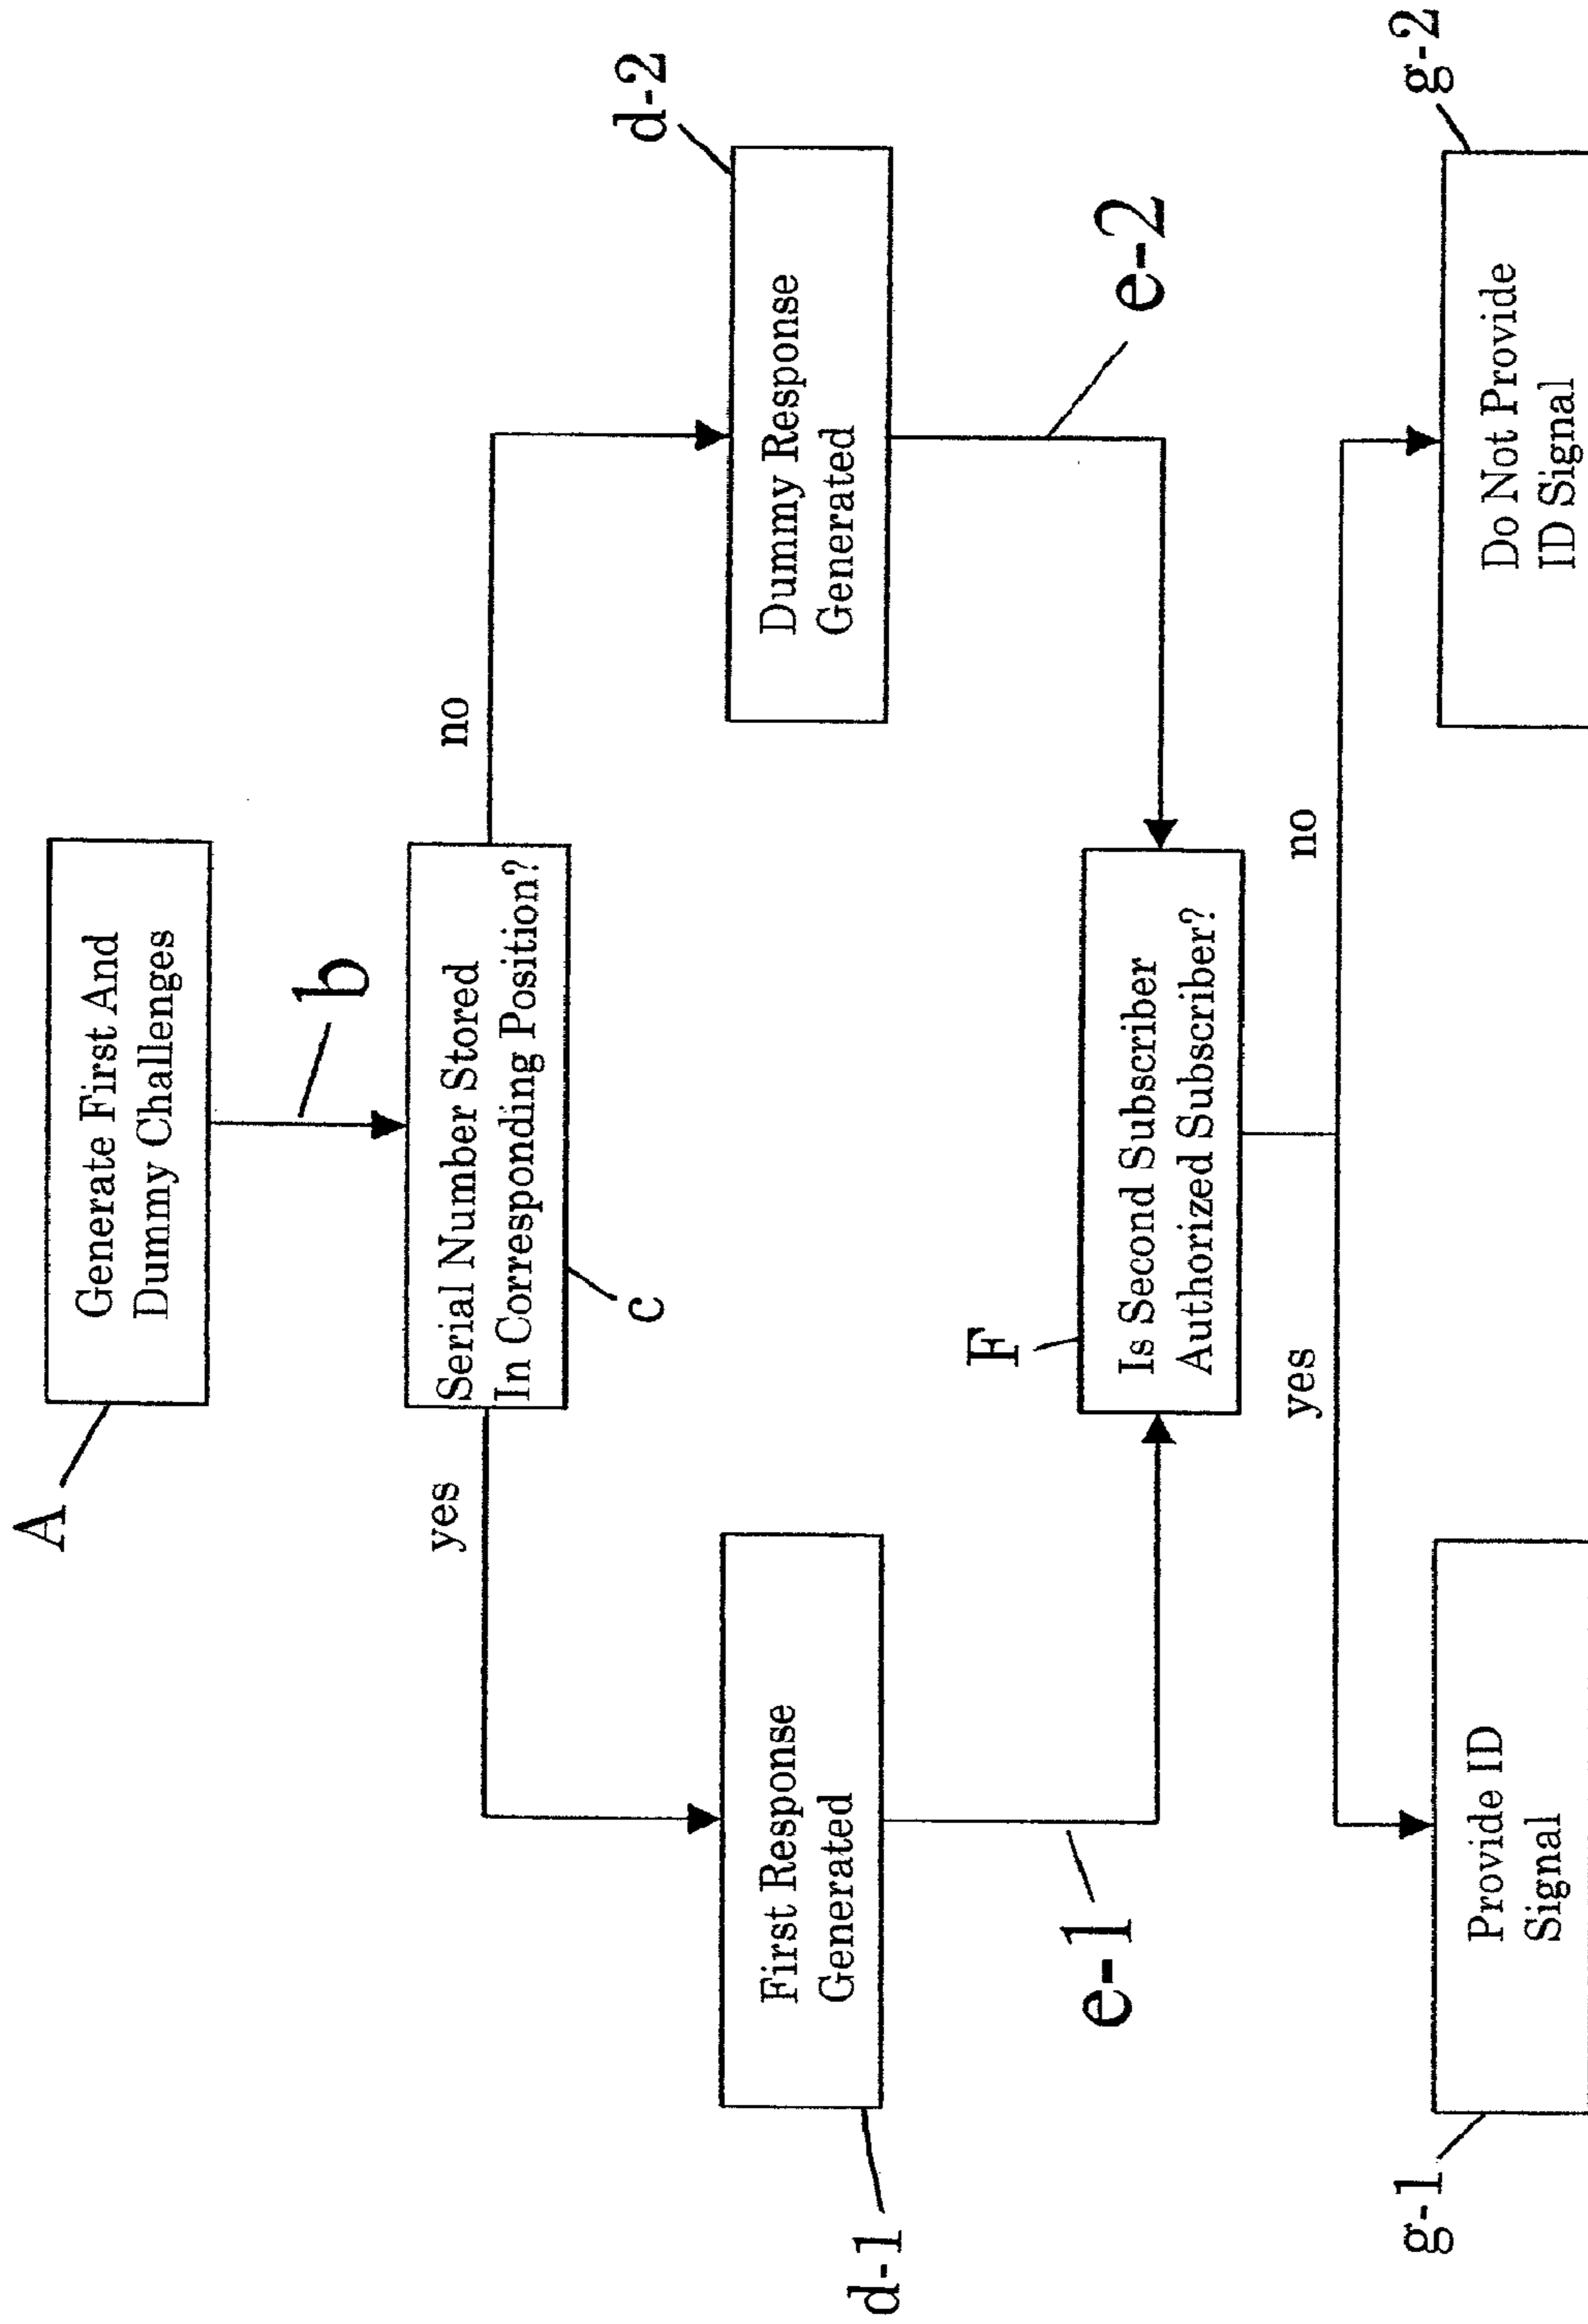 A
Generate First And
Dummy Challenges
b
Serial Number Stored
In Corresponding Position?
c
yes
no
d-1
First Response
Generated
d-2
Dummy Response
Generated
e-1
e-2
F
Is Second Subscriber
Authorized Subscriber?
yes
no
g-1
Provide ID
Signal
g-2
Do Not Provide
ID Signal